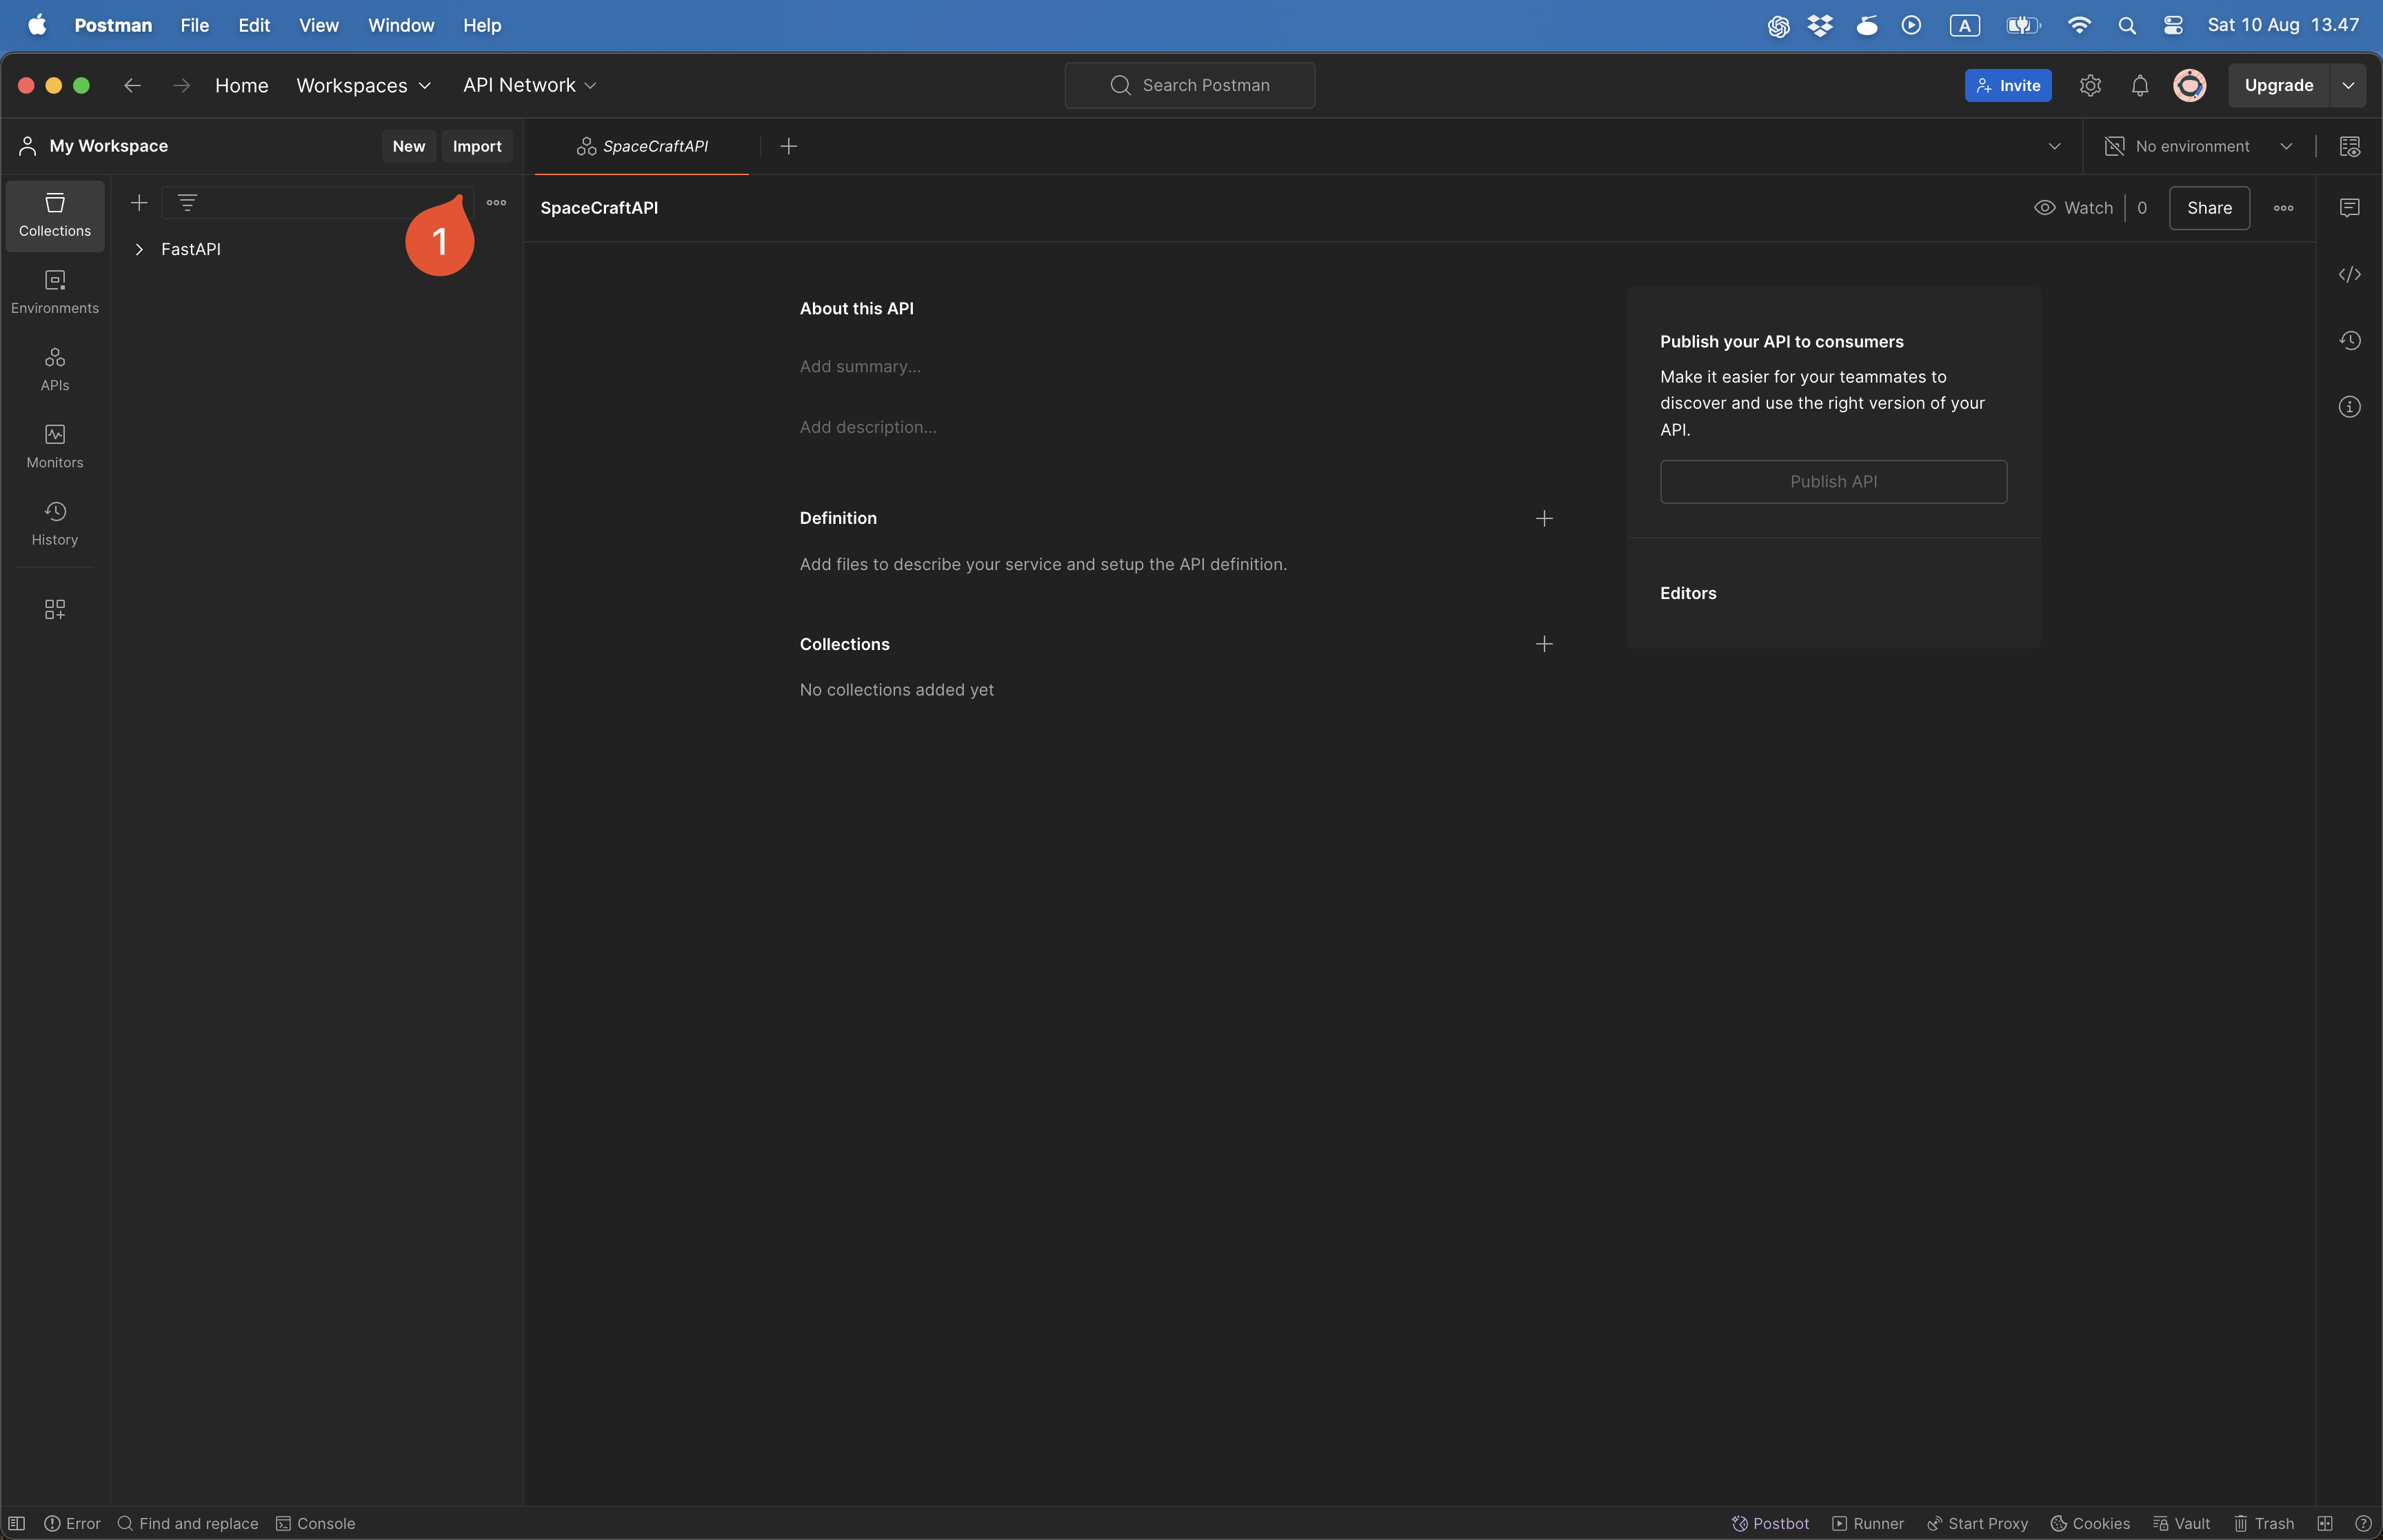 Postman File Edit View Window Help A Sat 10 Aug 13.47
Home Workspaces API Network Search Postman Invite Upgrade
My Workspace New Import SpaceCraftAPI No environment
Collections
1
FastAPI
Environments
APIs
Monitors
History
SpaceCraftAPI Watch 0 Share
About this API
Add summary...
Add description...
Definition
Add files to describe your service and setup the API definition.
Collections
No collections added yet
Publish your API to consumers
Make it easier for your teammates to
discover and use the right version of your
API.
Publish API
Editors
Error Find and replace Console Postbot Runner Start Proxy Cookies Vault Trash